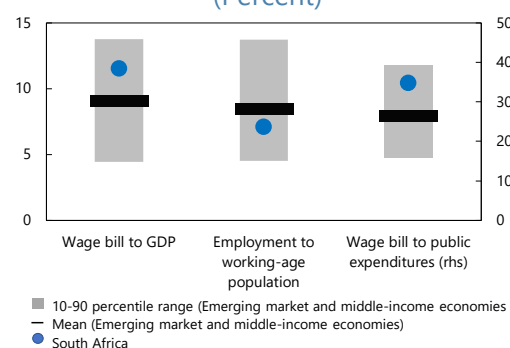 (Percent)
15
10
5
0
50
40
30
20
10
0
Wage bill to GDP
Employment to
working-age
population
Wage bill to public
expenditures (rhs)
10-90 percentile range (Emerging market and middle-income economies
Mean (Emerging market and middle-income economies)
South Africa